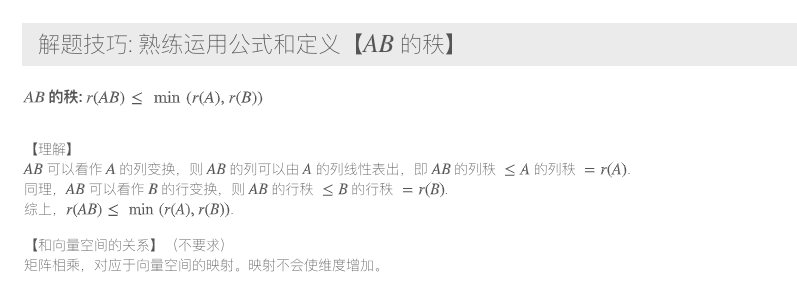 解题技巧: 熟练运用公式和定义【AB 的秩】
AB 的秩: r(AB) ≤ min (r(A), r(B))
【理解】
AB 可以看作 A 的列变换，则 AB 的列可以由 A 的列线性表出，即 AB 的列秩 ≤ A 的列秩 = r(A).
同理，AB 可以看作 B 的行变换，则 AB 的行秩 ≤ B 的行秩 = r(B).
综上，r(AB) ≤ min (r(A), r(B)).
【和向量空间的关系】（不要求）
矩阵相乘，对应于向量空间的映射。映射不会使维度增加。